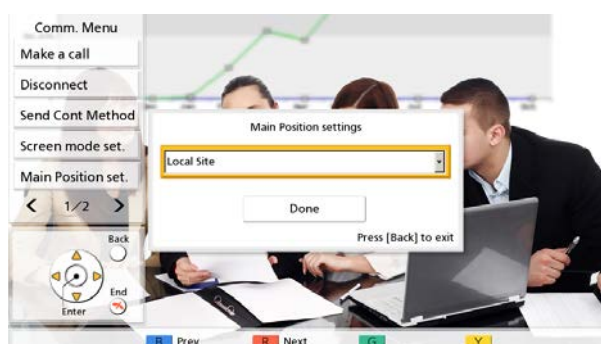 Comm. Menu
Make a call
Disconnect
Send Cont Method
Screen mode set.
Main Position set.
1/2
Back
End
Enter
Main Position settings
Local Site
Done
Press [Back] to exit
B Prev R Next G Y